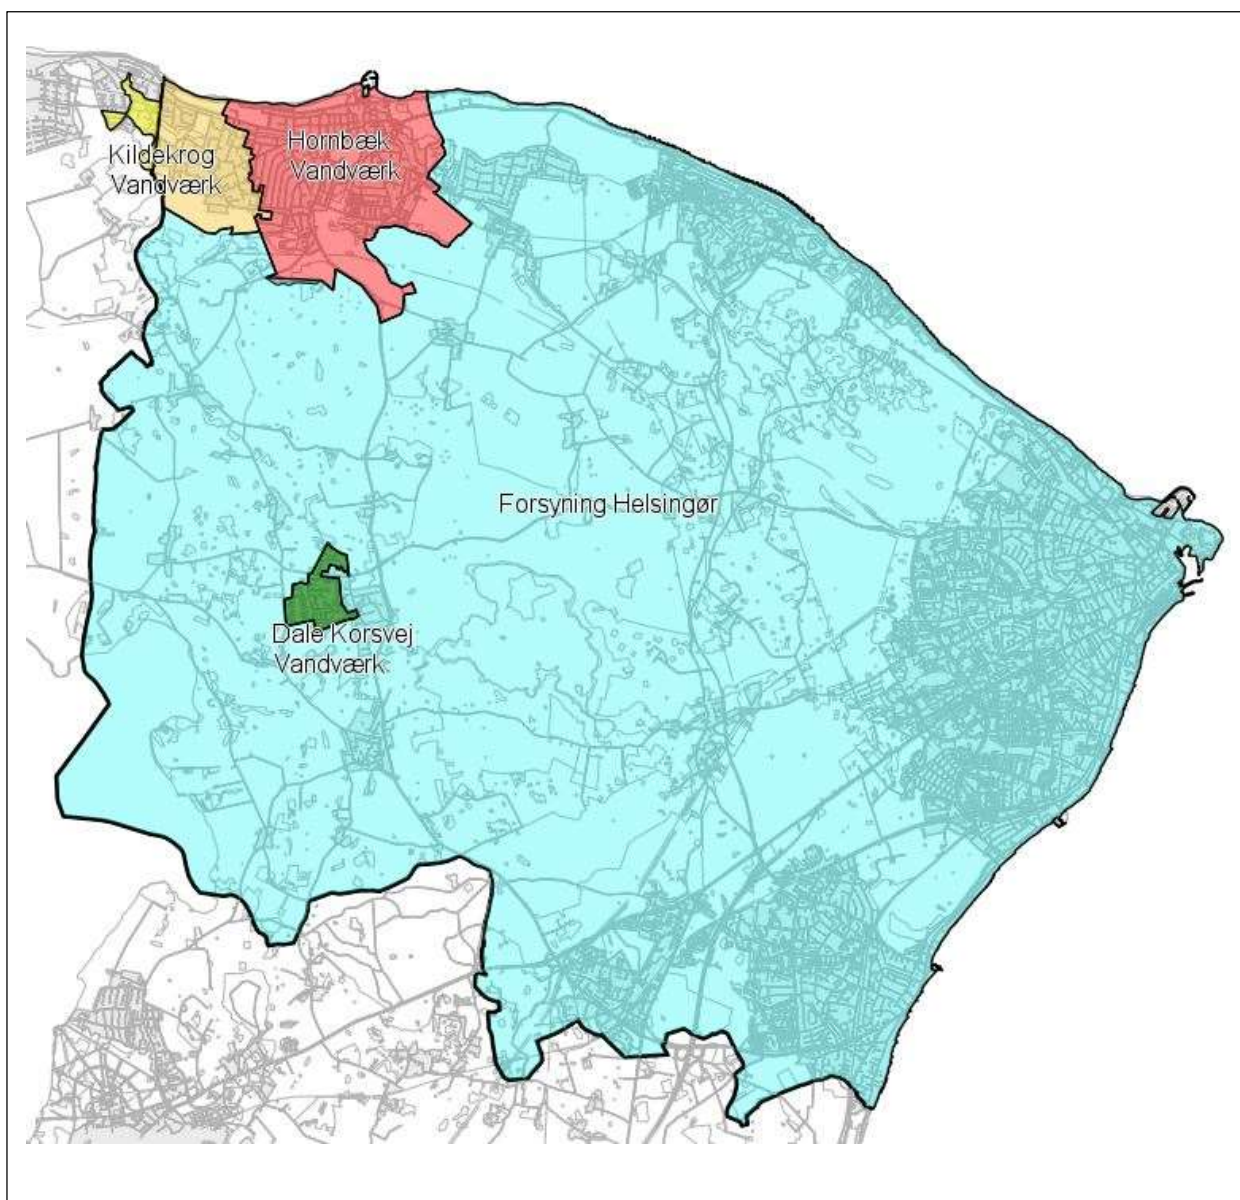 Hornbæk
Vandværk
Kildekrog
Vandværk
Forsyning Helsingør
Dale Korsvej
Vandværk